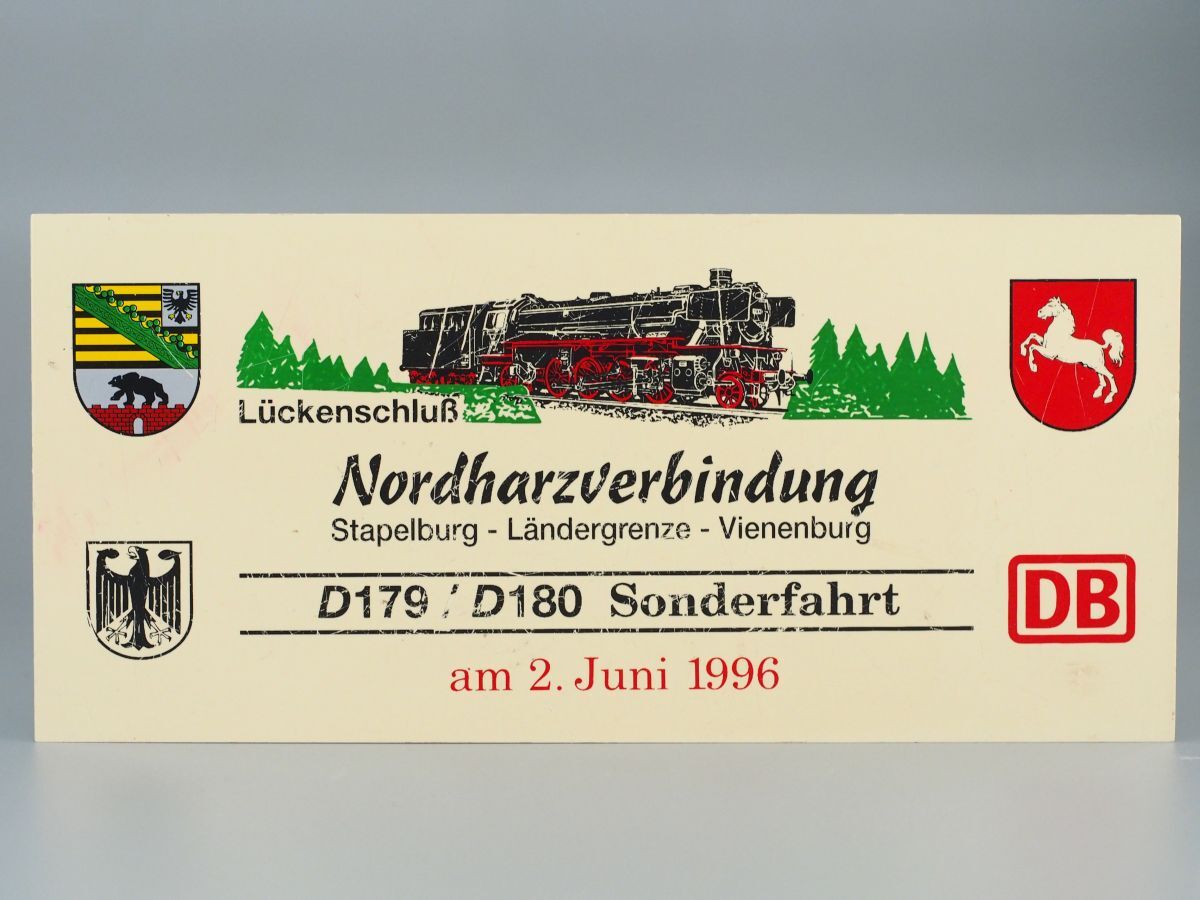 Lückenschluß
Nordharzverbindung
Stapelburg - Ländergrenze - Vienenburg
D179 / D180 Sonderfahrt
DB
am 2. Juni 1996